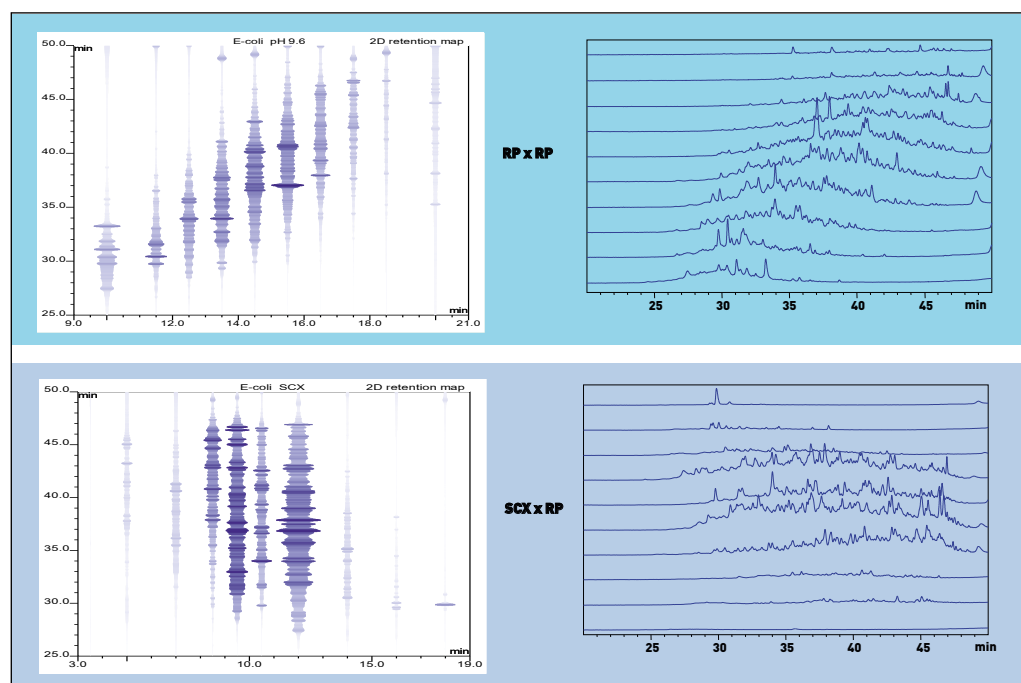 E-coli pH 9.6 2D retention map
50.0
min
45.0
40.0
35.0
30.0
25.0
min
9.0 12.0 14.0 16.0 18.0 21.0
RP x RP
25 30 35 40 45 min
E-coli SCX 2D retention map
50.0
min
45.0
40.0
35.0
30.0
25.0
min
3.0 10.0 15.0 19.0
SCX x RP
25 30 35 40 45 min